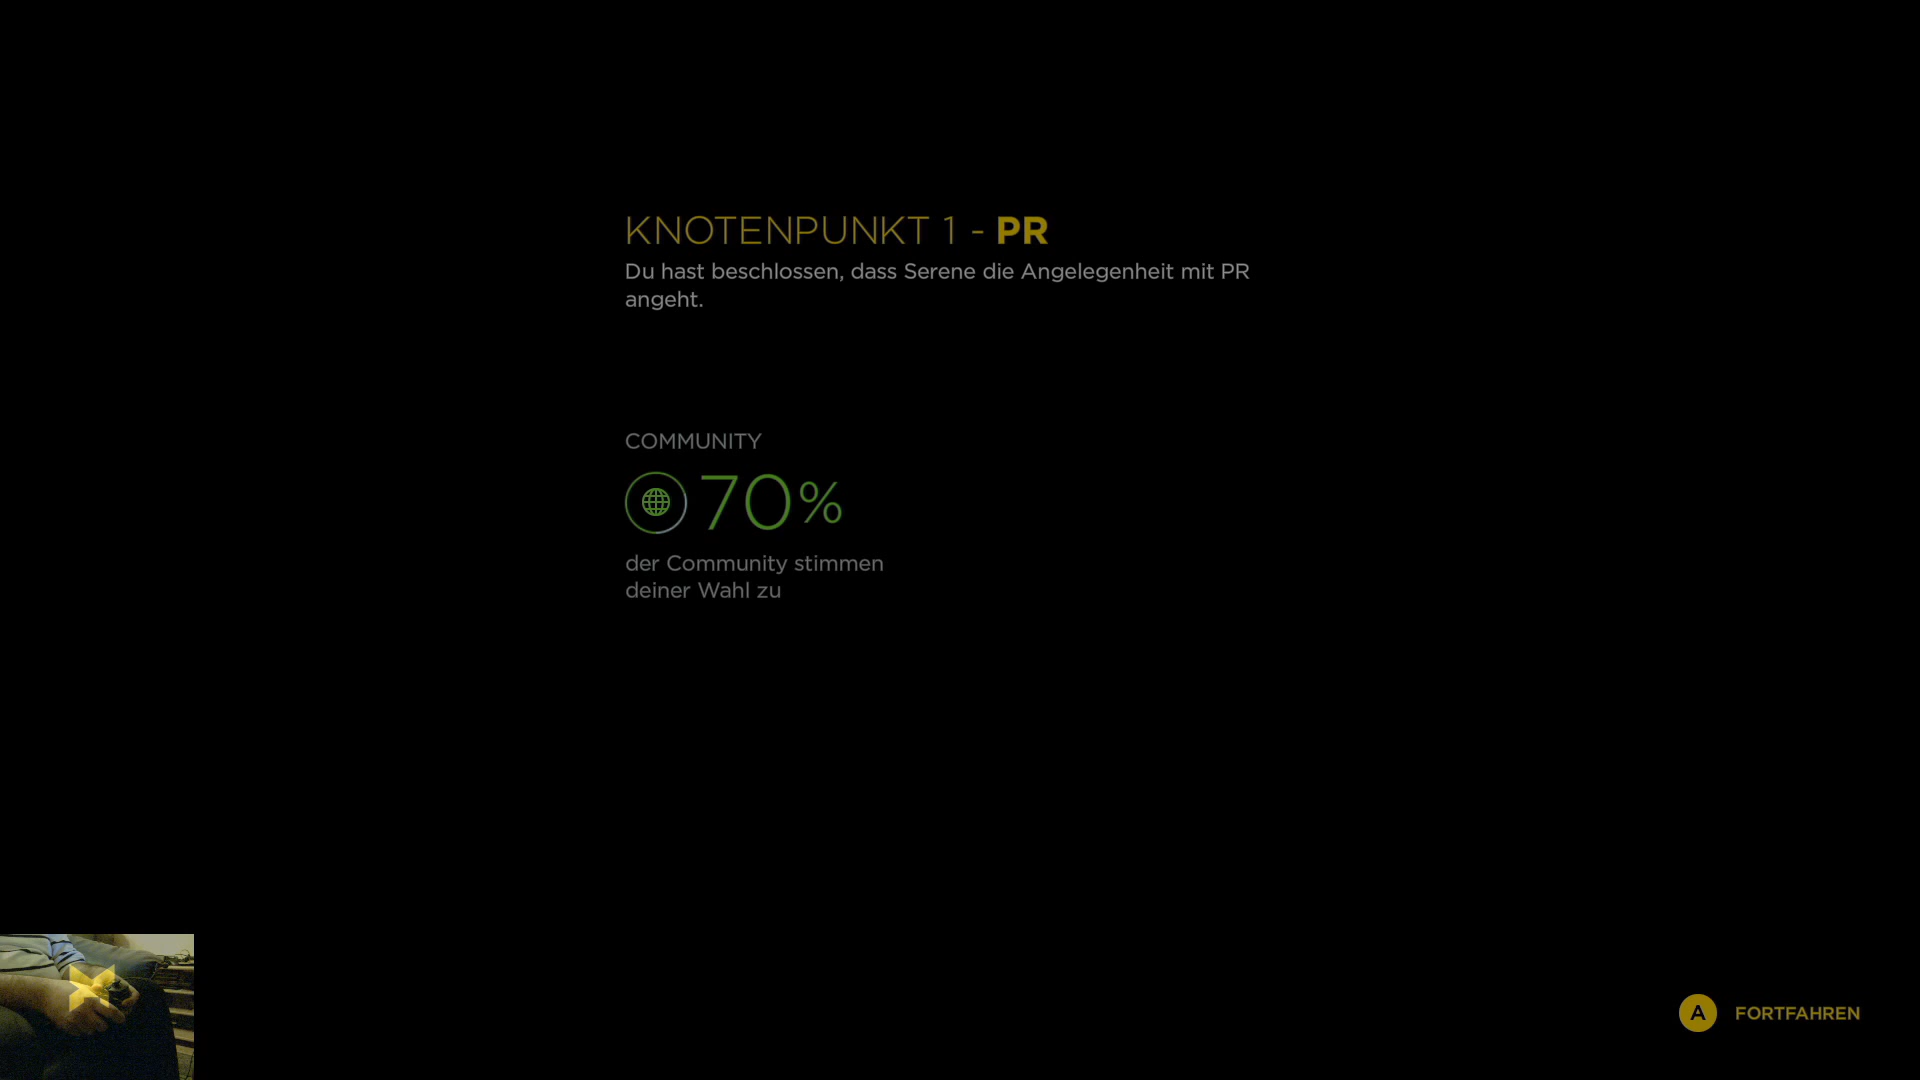 KNOTENPUNKT 1 - PR
Du hast beschlossen, dass Serene die Angelegenheit mit PR
angeht.
COMMUNITY
70%
der Community stimmen
deiner Wahl zu
A FORTFAHREN